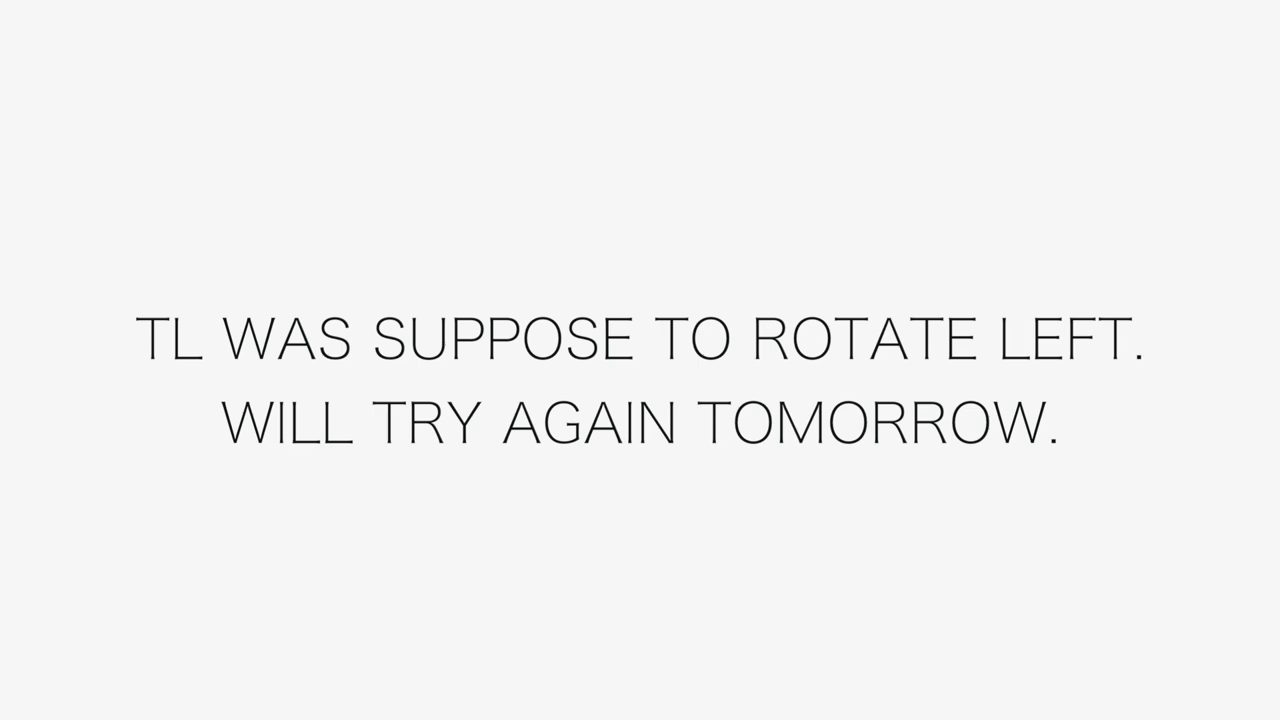 TL WAS SUPPOSE TO ROTATE LEFT.
WILL TRY AGAIN TOMORROW.